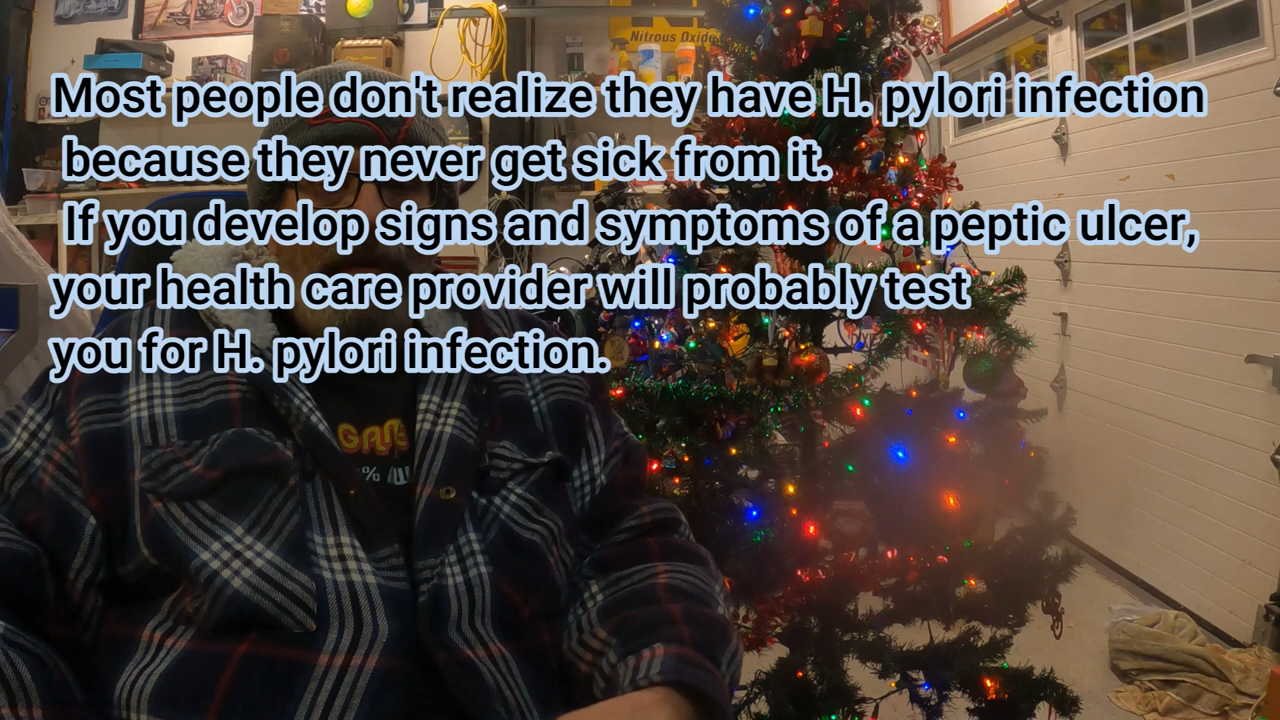 Nitrous Oxide
Most people don't realize they have H. pylori infection
because they never get sick from it.
If you develop signs and symptoms of a peptic ulcer,
your health care provider will probably test
you for H. pylori infection.
GAME
%